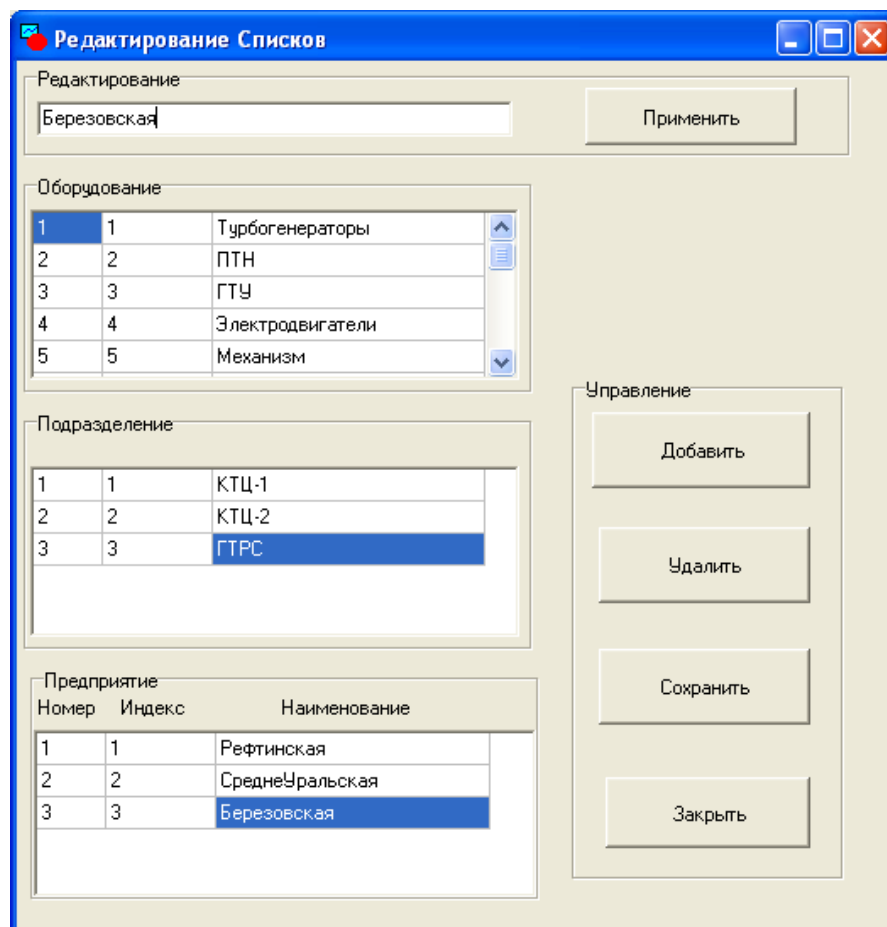 Редактирование Списков
Редактирование
Березовская
Применить
Оборудование
1 1 Турбогенераторы
2 2 ПТН
3 3 ГТУ
4 4 Электродвигатели
5 5 Механизм
Подразделение
1 1 КТЦ-1
2 2 КТЦ-2
3 3 ГТРС
Предприятие
Номер Индекс Наименование
1 1 Рефтинская
2 2 СреднеУральская
3 3 Березовская
Управление
Добавить
Удалить
Сохранить
Закрыть